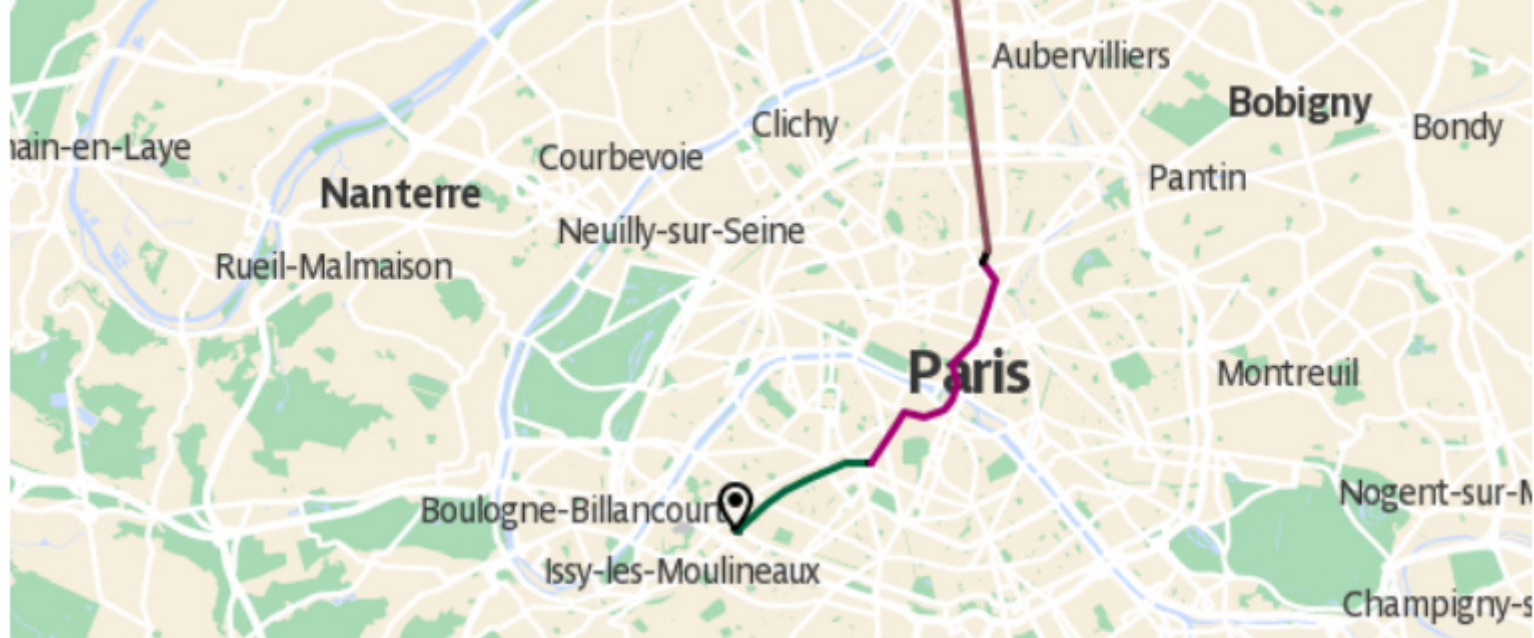 Aubervilliers
Bobigny
Bondy
Clichy
nain-en-Laye
Courbevoie
Nanterre
Pantin
Neuilly-sur-Seine
Rueil-Malmaison
Paris
Montreuil
Nogent-sur-M
Boulogne-Billancourt
Issy-les-Moulineaux
Champigny-s